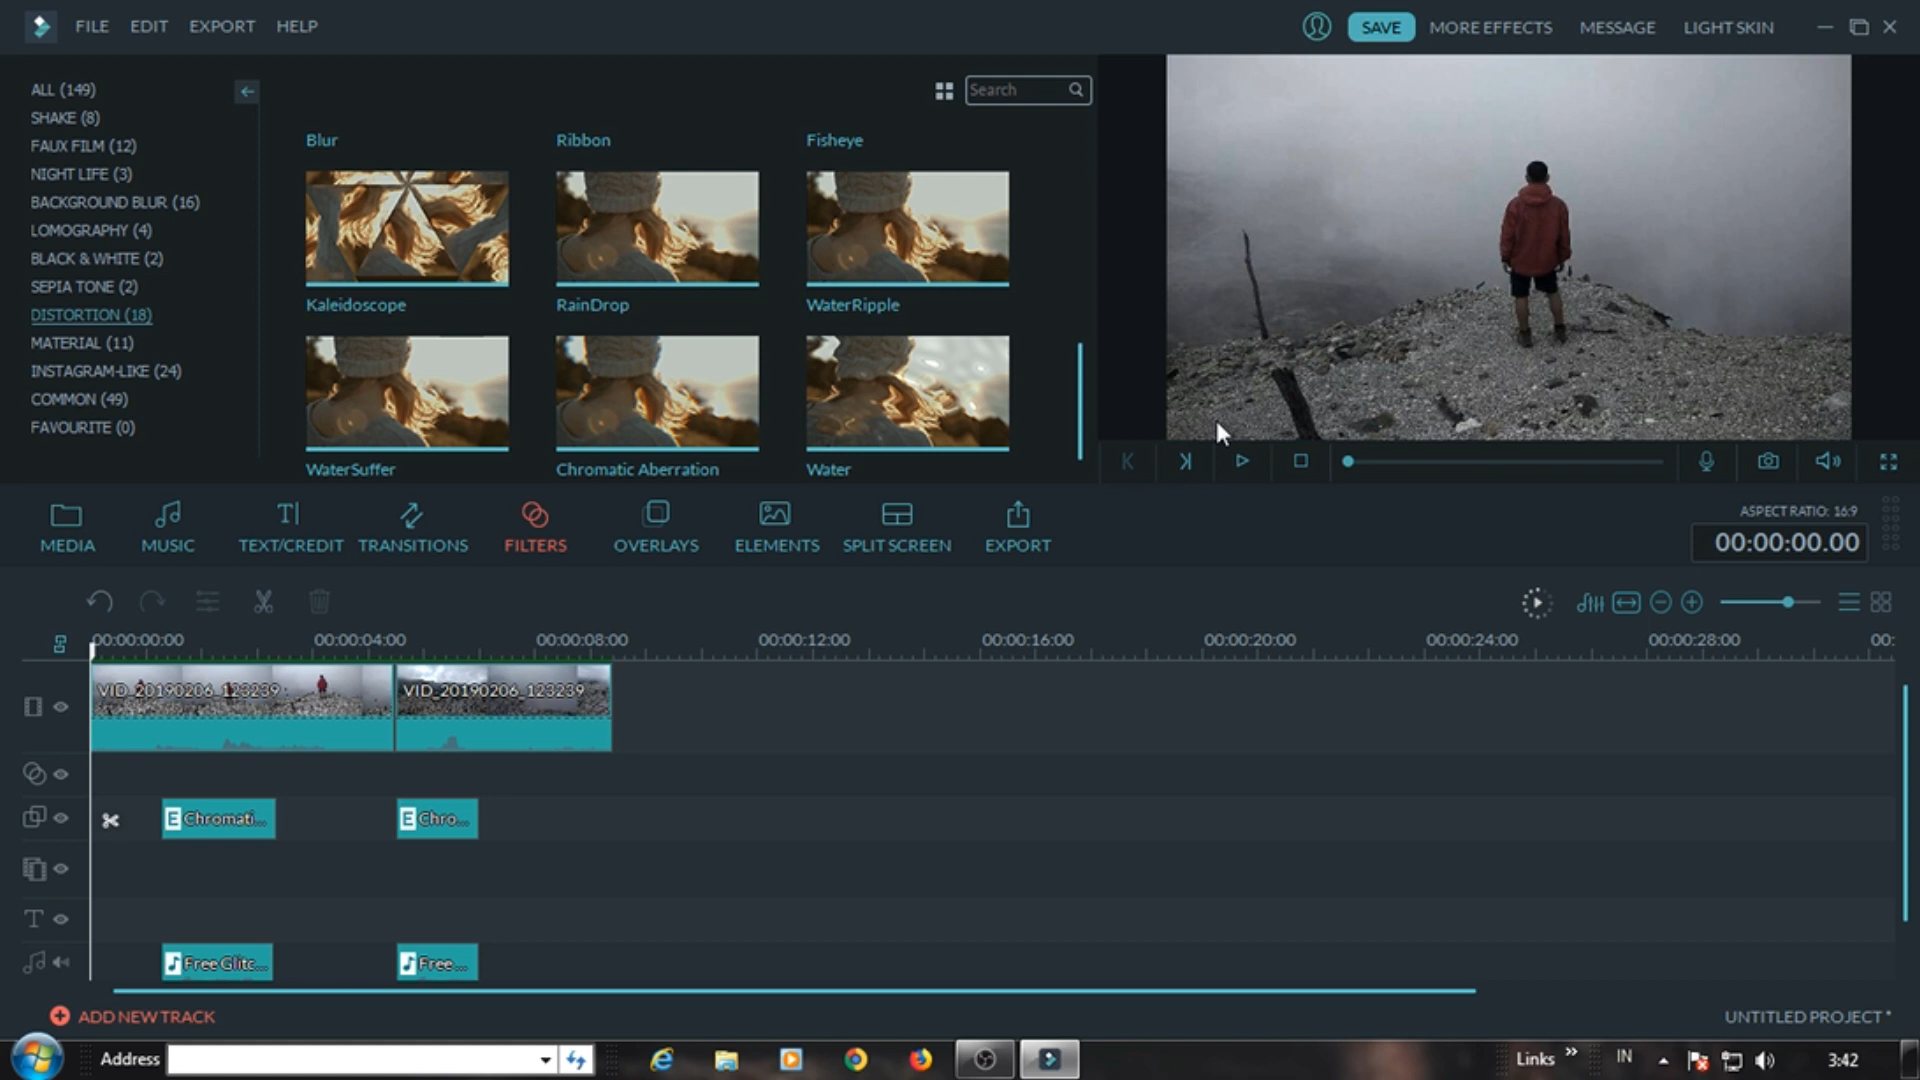 FILE EDIT EXPORT HELP
SAVE MORE EFFECTS MESSAGE LIGHT SKIN
ALL (149)
SHAKE (8)
FAUX FILM (12)
NIGHT LIFE (3)
BACKGROUND BLUR (16)
LOMOGRAPHY (4)
BLACK & WHITE (2)
SEPIA TONE (2)
DISTORTION (18)
MATERIAL (11)
INSTAGRAM-LIKE (24)
COMMON (49)
FAVOURITE (0)
Search
Blur Ribbon Fisheye
Kaleidoscope RainDrop WaterRipple
WaterSuffer Chromatic Aberration Water
MEDIA MUSIC TEXT/CREDIT TRANSITIONS FILTERS OVERLAYS ELEMENTS SPLIT SCREEN EXPORT
ASPECT RATIO: 16:9
00:00:00.00
00:00:00:00 00:00:04:00 00:00:08:00 00:00:12:00 00:00:16:00 00:00:20:00 00:00:24:00 00:00:28:00 00:
VID_20190206_123239 VID_20190206_123239
E Chromati... E Chro...
Free Glitc... Free...
ADD NEW TRACK
UNTITLED PROJECT *
Address Links » IN 3:42